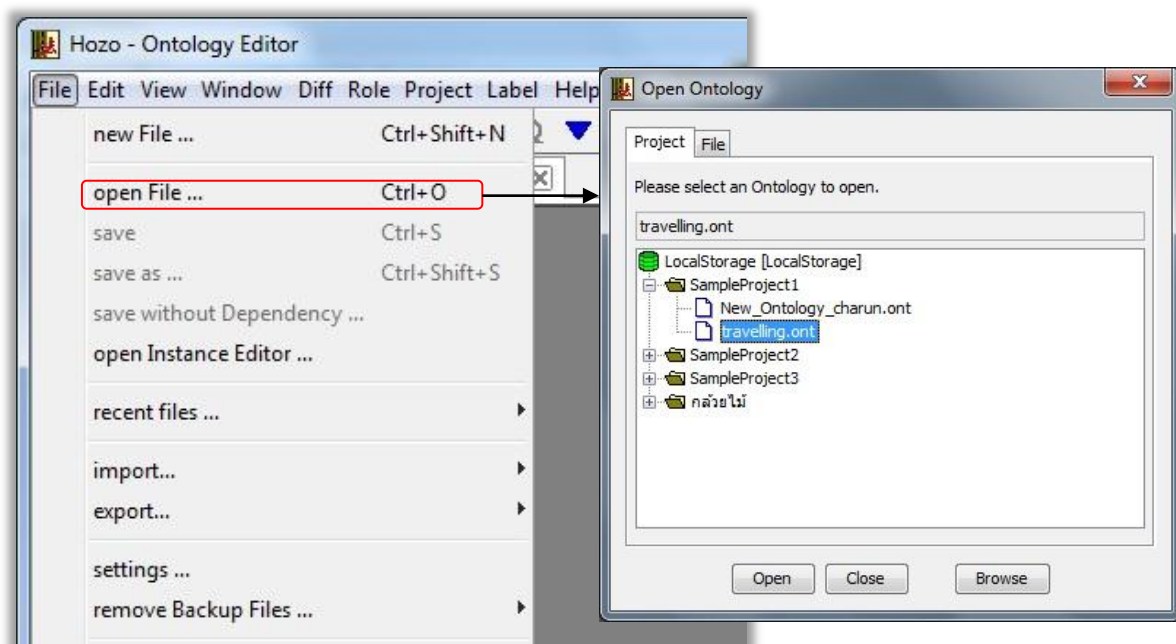 Hozo - Ontology Editor
File Edit View Window Diff Role Project Label Help
new File ... Ctrl+Shift+N
open File ... Ctrl+O
save Ctrl+S
save as ... Ctrl+Shift+S
save without Dependency ...
open Instance Editor ...
recent files ...
import...
export...
settings ...
remove Backup Files ...
Open Ontology
Project File
Please select an Ontology to open.
travelling.ont
LocalStorage [LocalStorage]
SampleProject1
New_Ontology_charun.ont
travelling.ont
SampleProject2
SampleProject3
กล้วยไม้
Open Close Browse